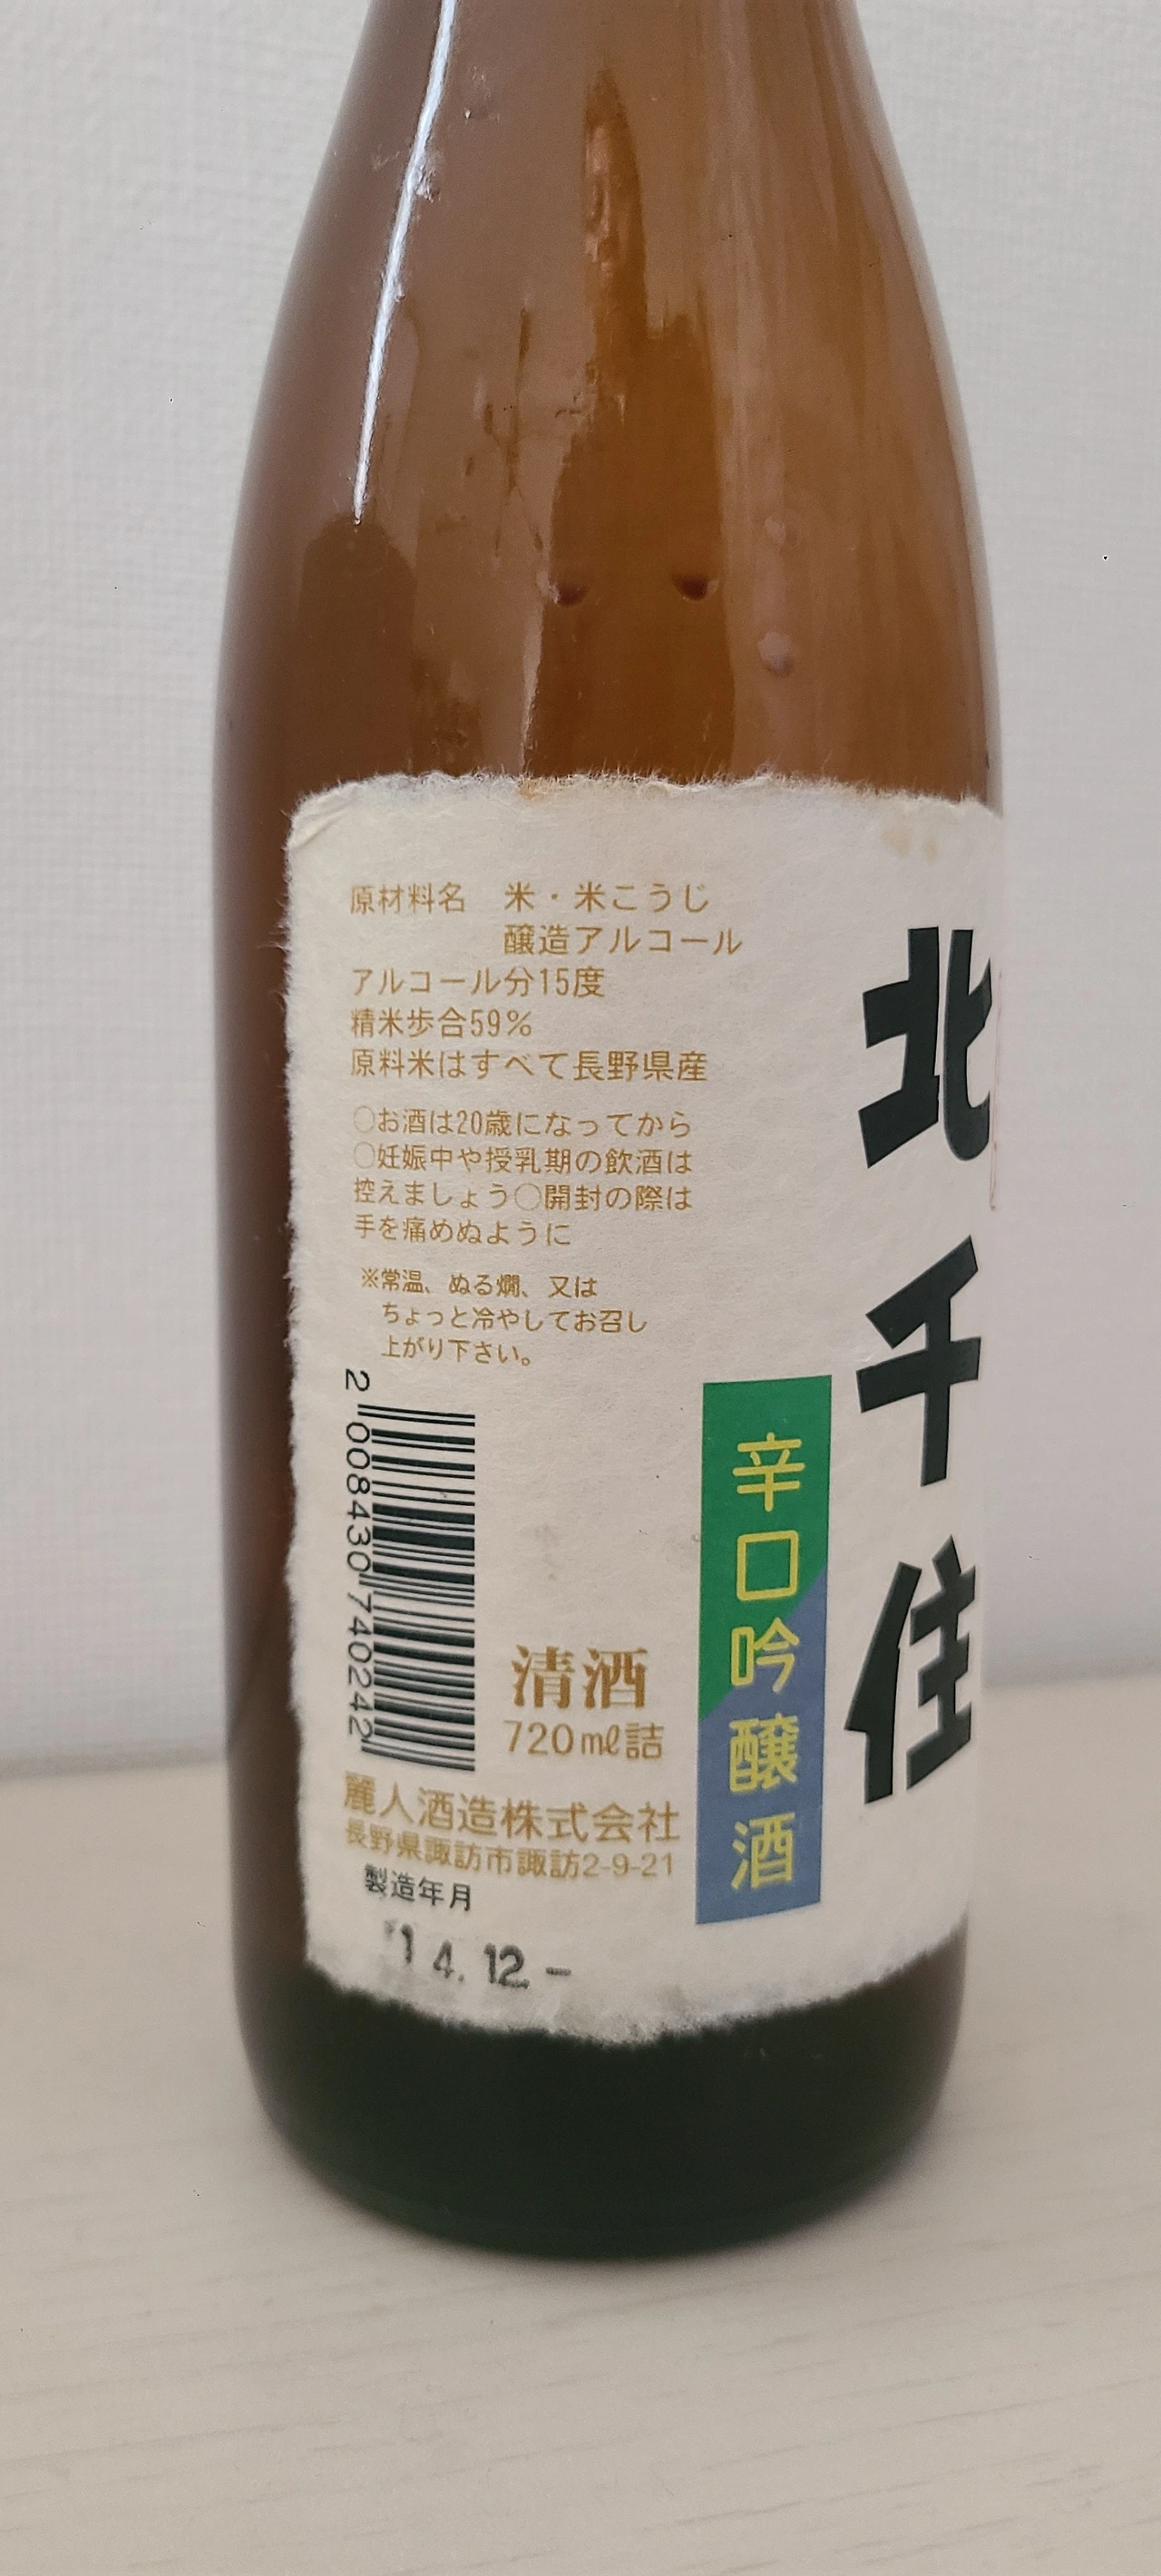 原材料名 米・米こうじ
醸造アルコール
アルコール分15度
精米歩合59%
原料米はすべて長野県産
○お酒は20歳になってから
○妊娠中や授乳期の飲酒は
控えましょう○開封の際は
手を痛めぬように
※常温、ぬる燗、又は
ちょっと冷やしてお召し
上がり下さい。
2 008430 740242
清酒
720mℓ詰
麗人酒造株式会社
長野県諏訪市諏訪2-9-21
製造年月
'14.12-
辛口吟醸酒
北千住